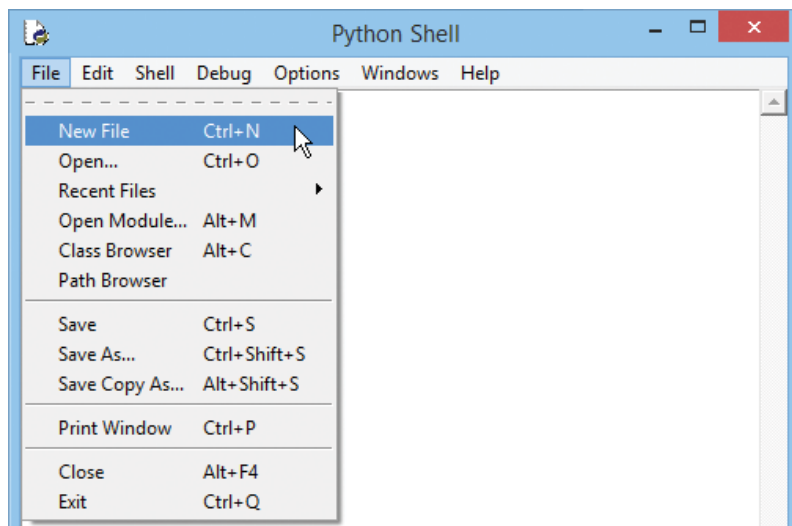 Python Shell
File Edit Shell Debug Options Windows Help
New File Ctrl+N
Open... Ctrl+O
Recent Files
Open Module... Alt+M
Class Browser Alt+C
Path Browser
Save Ctrl+S
Save As... Ctrl+Shift+S
Save Copy As... Alt+Shift+S
Print Window Ctrl+P
Close Alt+F4
Exit Ctrl+Q